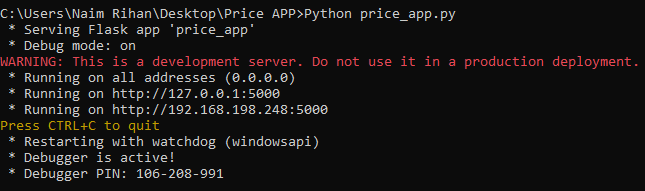 C:\Users\Naim Rihan\Desktop\Price APP>Python price_app.py
* Serving Flask app 'price_app'
* Debug mode: on
WARNING: This is a development server. Do not use it in a production deployment.
* Running on all addresses (0.0.0.0)
* Running on http://127.0.0.1:5000
* Running on http://192.168.198.248:5000
Press CTRL+C to quit
* Restarting with watchdog (windowsapi)
* Debugger is active!
* Debugger PIN: 106-208-991